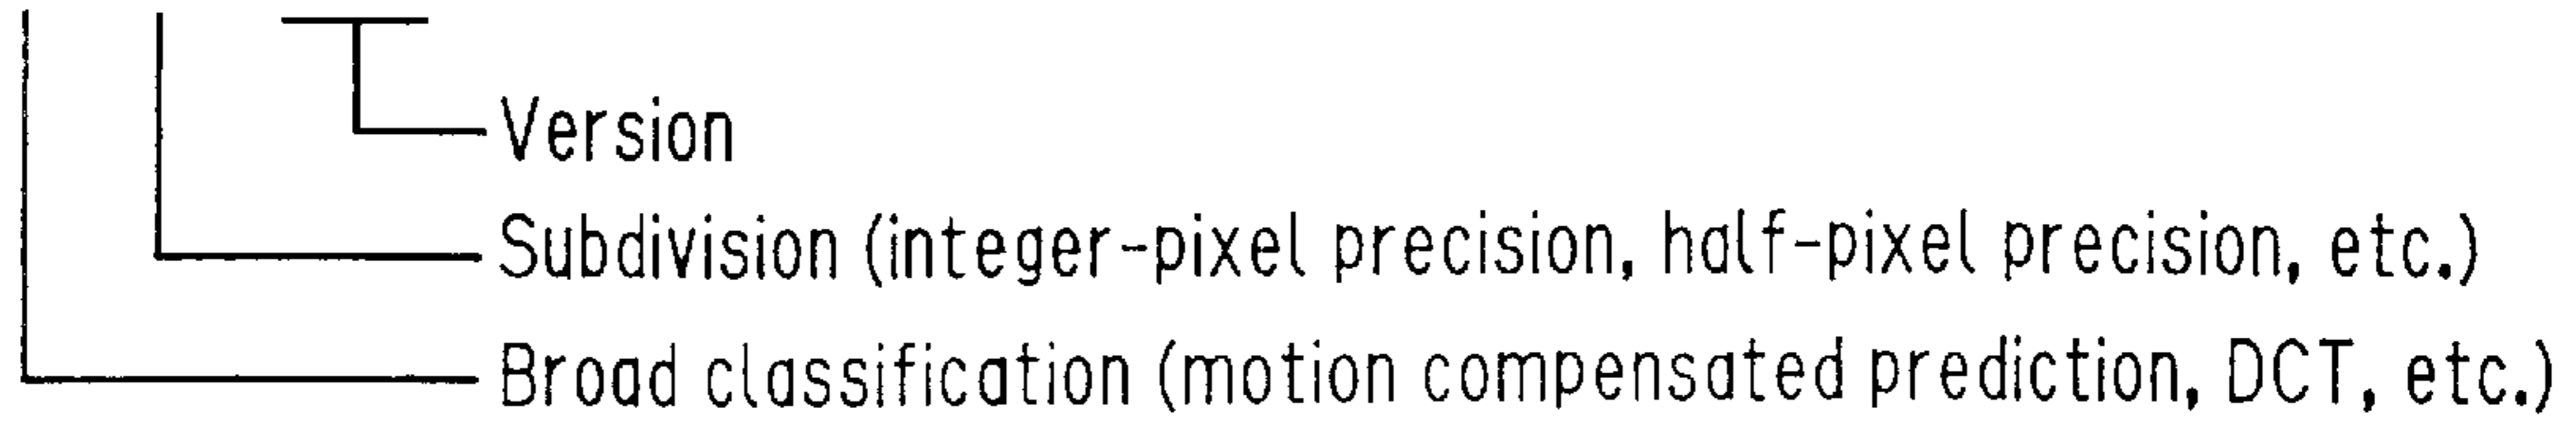 Version
Subdivision (integer-pixel precision, half-pixel precision, etc.)
Broad classification (motion compensated prediction, DCT, etc.)